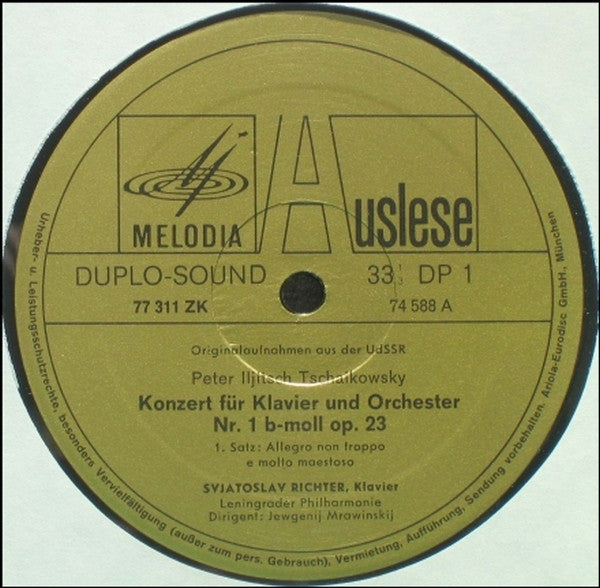 MELODIA
Auslese
DUPLO-SOUND 33⅓ DP 1
77 311 ZK 74 588 A
Originalaufnahmen aus der UdSSR
Peter Iljitsch Tschaikowsky
Konzert für Klavier und Orchester
Nr. 1 b-moll op. 23
1. Satz: Allegro non troppo
e molto maestoso
SVJATOSLAV RICHTER, Klavier
Leningrader Philharmonie
Dirigent: Jewgenij Mrawinskij
Urheber- u. Leistungsschutzrechte, besonders Vervielfältigung (außer zum pers. Gebrauch), Vermietung, Aufführung, Sendung vorbehalten. Ariola-Eurodisc GmbH., München